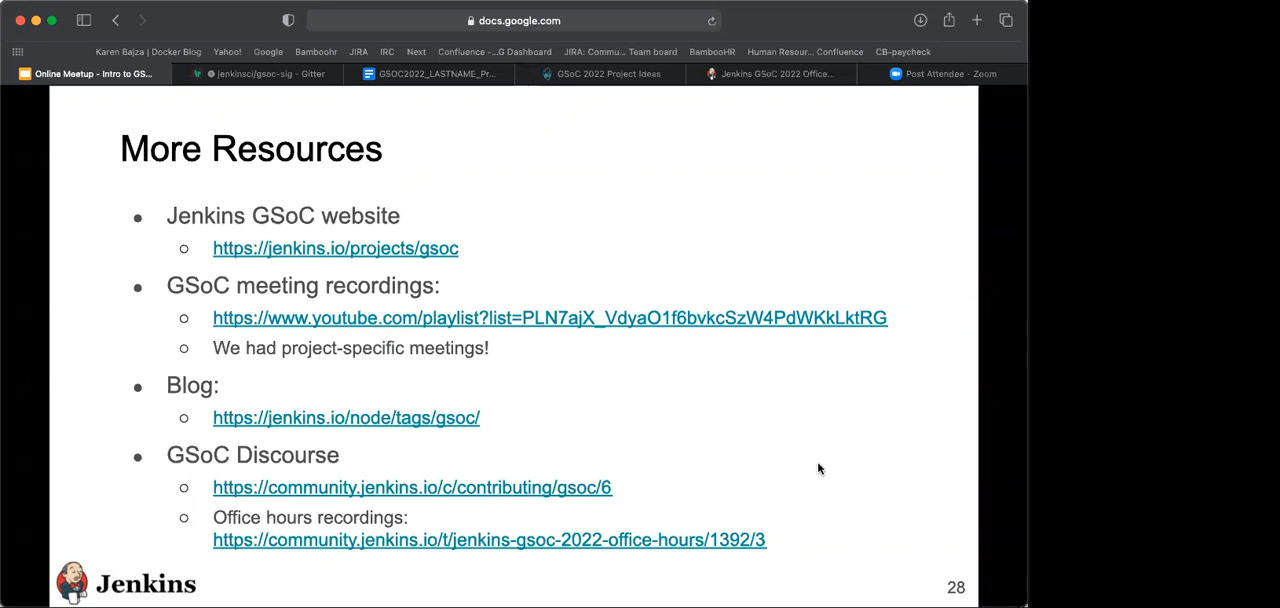 docs.google.com
Karen Bajza | Docker Blog Yahoo! Google Bamboohr JIRA IRC Next Confluence -...G Dashboard JIRA: Commu... Team board BambooHR Human Resour... Confluence CB-paycheck
Online Meetup - Intro to GS... jenkinsci/gsoc-sig - Gitter GSOC2022_LASTNAME_Pr... GSoC 2022 Project Ideas Jenkins GSoC 2022 Office... Post Attendee - Zoom
More Resources
● Jenkins GSoC website
○ https://jenkins.io/projects/gsoc
● GSoC meeting recordings:
○ https://www.youtube.com/playlist?list=PLN7ajX_VdyaO1f6bvkcSzW4PdWKkLktRG
○ We had project-specific meetings!
● Blog:
○ https://jenkins.io/node/tags/gsoc/
● GSoC Discourse
○ https://community.jenkins.io/c/contributing/gsoc/6
○ Office hours recordings:
https://community.jenkins.io/t/jenkins-gsoc-2022-office-hours/1392/3
Jenkins
28